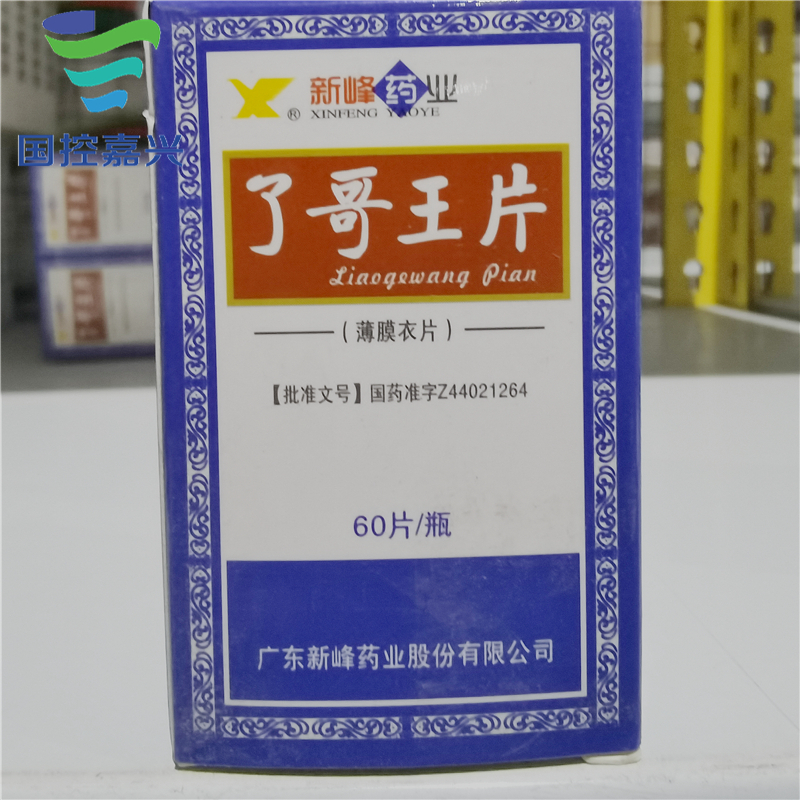 国控嘉兴
新峰药业
® XINFENG YAOYE
了哥王片
Liaogewang Pian
（薄膜衣片）
【批准文号】国药准字Z44021264
60片/瓶
广东新峰药业股份有限公司